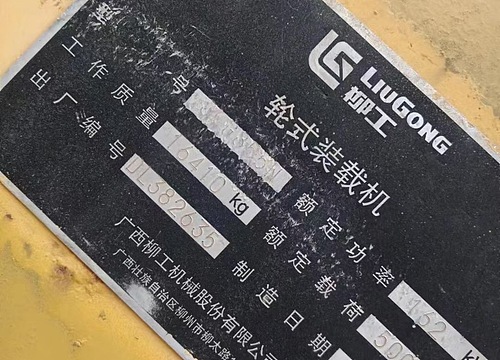 LIUGONG
柳工
轮式装载机
型号
额定功率 162
工作质量 16410 kg 额定载荷
出厂编号 DL382635 制造日期
广西柳工机械股份有限公司
广西壮族自治区柳州市柳太路